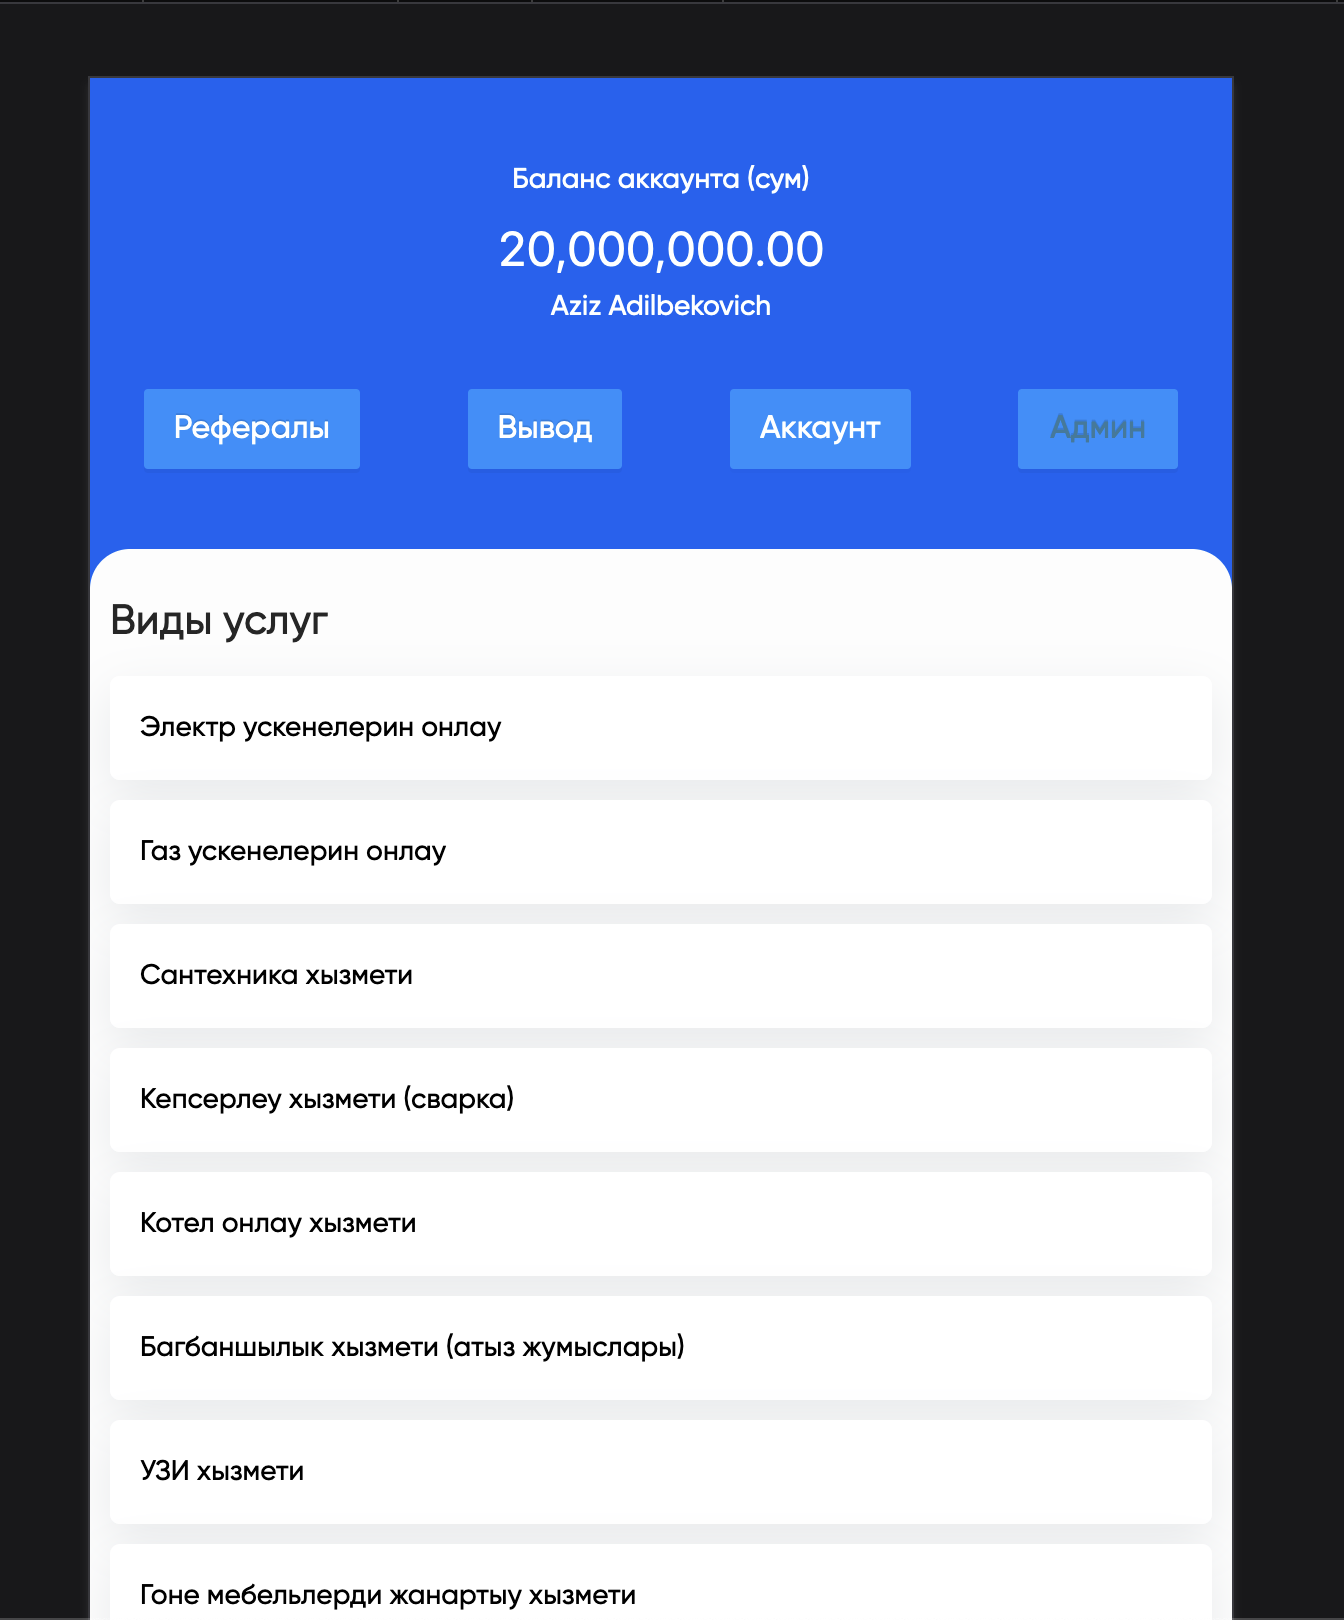 Баланс аккаунта (сум)
20,000,000.00
Aziz Adilbekovich
Рефералы Вывод Аккаунт Админ
Виды услуг
Электр ускенелерин онлау
Газ ускенелерин онлау
Сантехника хызмети
Кепсерлеу хызмети (сварка)
Котел онлау хызмети
Багбаншылык хызмети (атыз жумыслары)
УЗИ хызмети
Гоне мебельлерди жанартыу хызмети